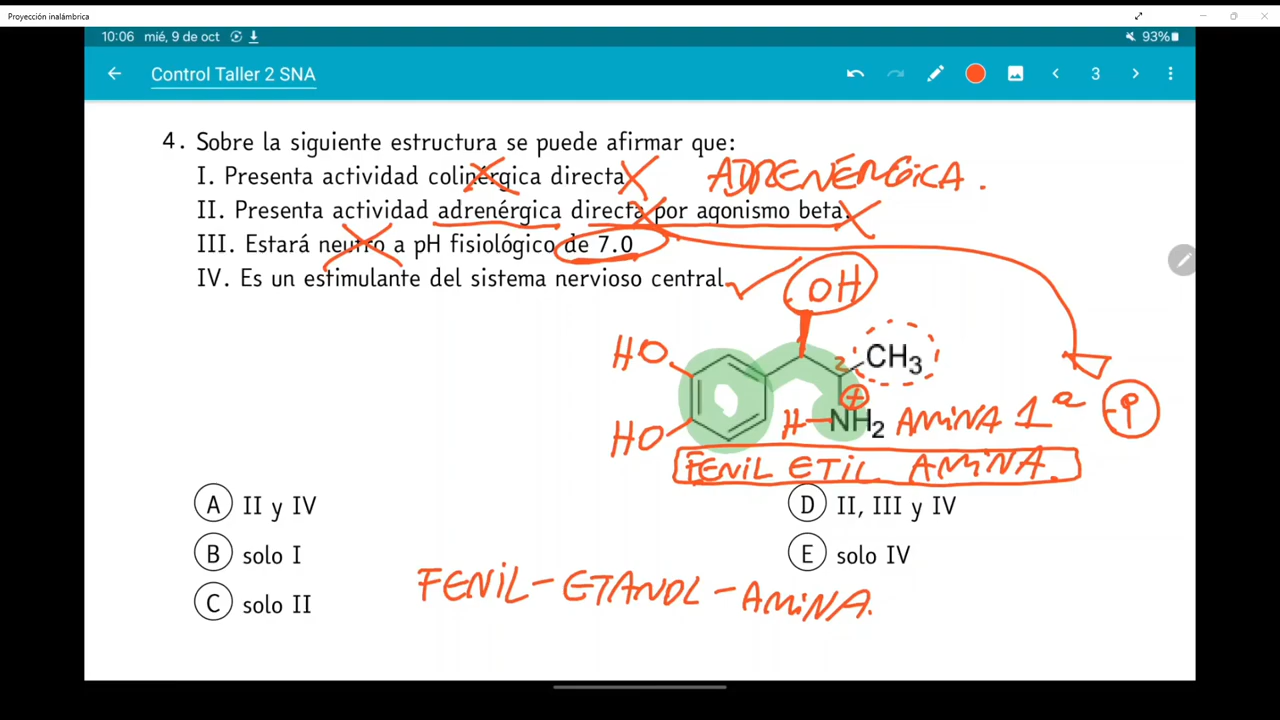 Proyección inalámbrica
10:06 mié, 9 de oct
93%
Control Taller 2 SNA
3
4. Sobre la siguiente estructura se puede afirmar que:
I. Presenta actividad colinérgica directa
ADRENÉRGICA.
II. Presenta actividad adrenérgica directa por agonismo beta.
III. Estará neutro a pH fisiológico de 7.0
IV. Es un estimulante del sistema nervioso central.
OH
HO
2
CH3
+
HO
H-NH2
AMINA 1ª
FENIL ETIL AMINA.
A II y IV
B solo I
C solo II
D II, III y IV
E solo IV
FENIL-ETANOL-AMINA.